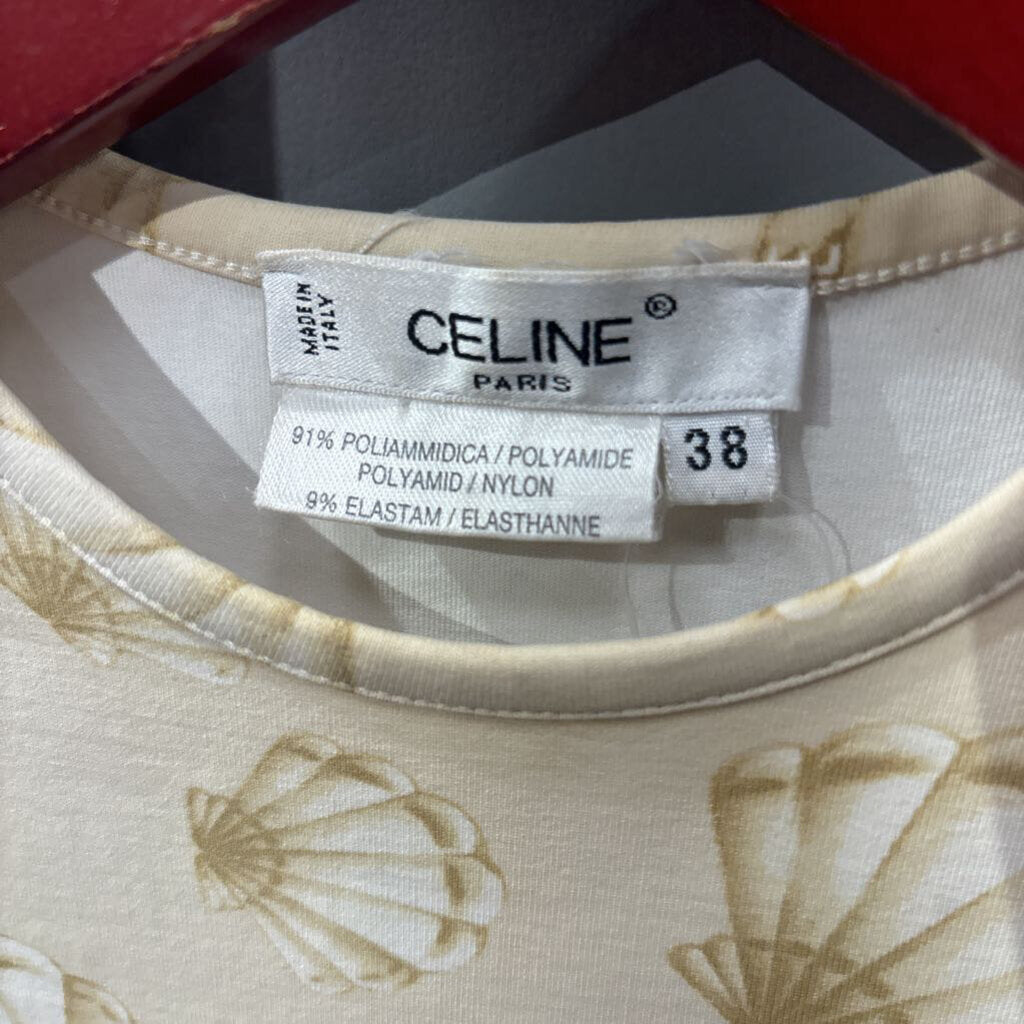 MADE IN
ITALY
CELINE®
PARIS
91% POLIAMMIDICA / POLYAMIDE
POLYAMID / NYLON
9% ELASTAM / ELASTHANNE
38